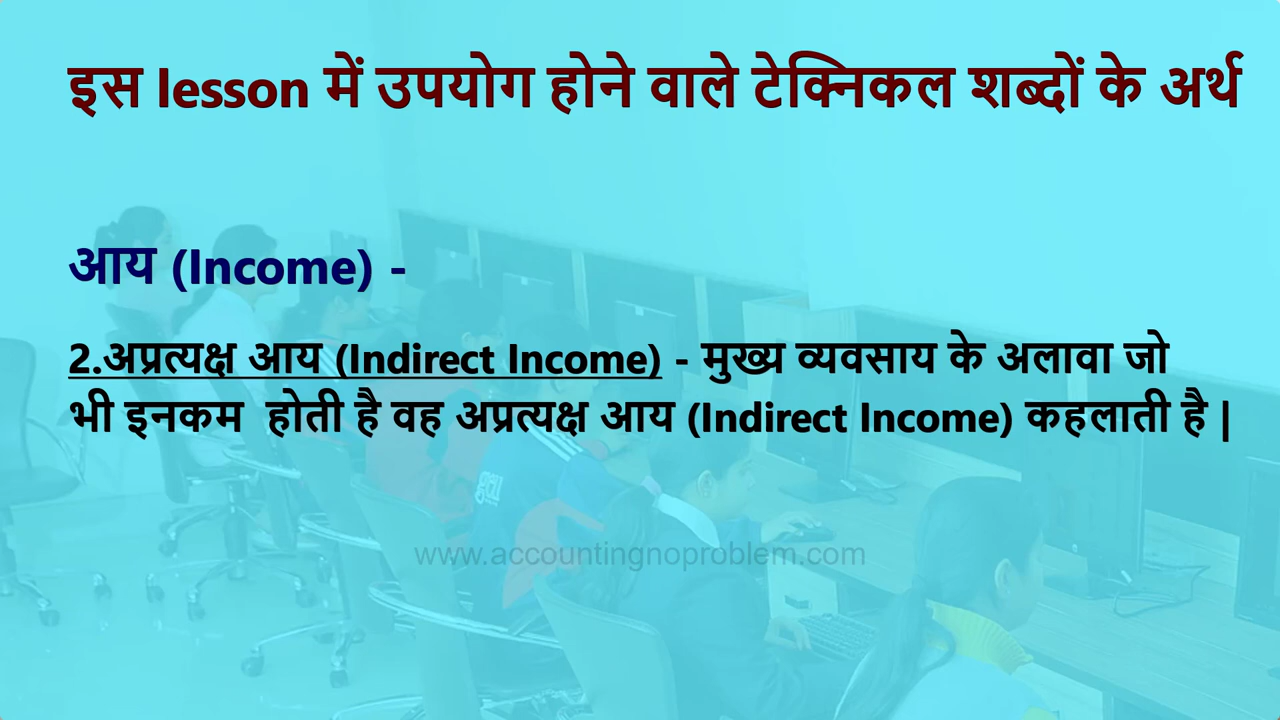 इस lesson में उपयोग होने वाले टेक्निकल शब्दों के अर्थ
आय (Income) -
2.अप्रत्यक्ष आय (Indirect Income) - मुख्य व्यवसाय के अलावा जो
भी इनकम होती है वह अप्रत्यक्ष आय (Indirect Income) कहलाती है |
www.accountingnoproblem.com